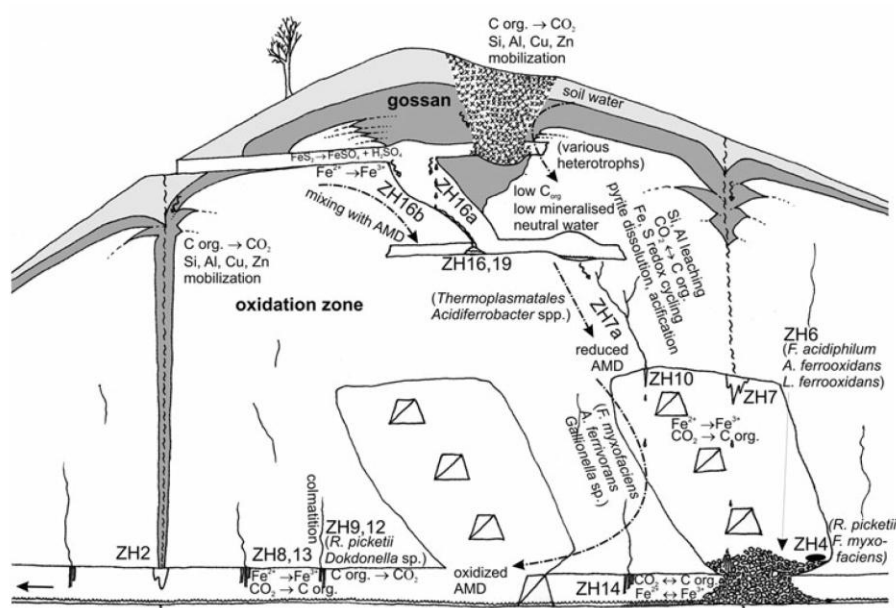 C org. → CO₂
Si, Al, Cu, Zn
mobilization
soil water
gossan
FeS₂→FeSO₄ + H₂SO₄
Fe²⁺ →Fe³⁺
(various
heterotrophs)
mixing with AMD
ZH16b
ZH16a
low C org
low mineralised
neutral water
Si, Al leaching
CO₂ ↔ C org.
Fe, S redox cycling
pyrite dissolution, acification
C org. → CO₂
Si, Al, Cu, Zn
mobilization
ZH16,19
oxidation zone
(Thermoplasmatales
Acidiferrobacter spp.)
ZH7a
reduced
AMD
ZH6
(F. acidiphilum
A. ferrooxidans
L. ferrooxidans)
ZH10
ZH7
Fe²⁺ →Fe³⁺
CO₂ → C org.
(F. myxofaciens
A. ferrivorans
Gallionella sp.)
colmatition
ZH9,12
(R. picketii
Dokdonella sp.)
ZH2
ZH8,13
Fe²⁺ →Fe³⁺
CO₂ → C org.
C org. → CO₂
oxidized
AMD
ZH14
CO₂ ↔ C org.
Fe²⁺ ↔ Fe³⁺
ZH4
(R. picketii
F. myxo-
faciens)